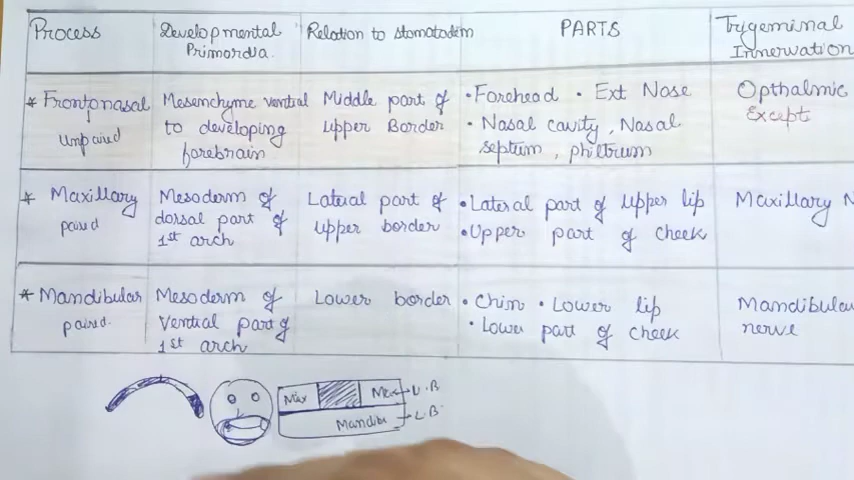 Process
Developmental
Primordia.
Relation to stomatodem
PARTS
Trygeminal
Innervation
* Frontonasal
Unpaired
Mesenchyme vential
to developing
forebrain
Middle part of
Upper Border
• Forehead • Ext Nose
• Nasal cavity, Nasal
septum, philtrum
Opthalmic
Except
* Maxillary
paired
Mesoderm of
dorsal part of
1st arch
Lateral part of
upper border
• Lateral part of upper lip
• Upper part of cheek
Maxillary N
* Mandibular
paired.
Mesoderm of
Ventral part of
1st arch
Lower border
• Chin • Lower lip
• Lower part of cheek
Mandibular
nerve
Max
Max
U.B
Mandibu
L.B